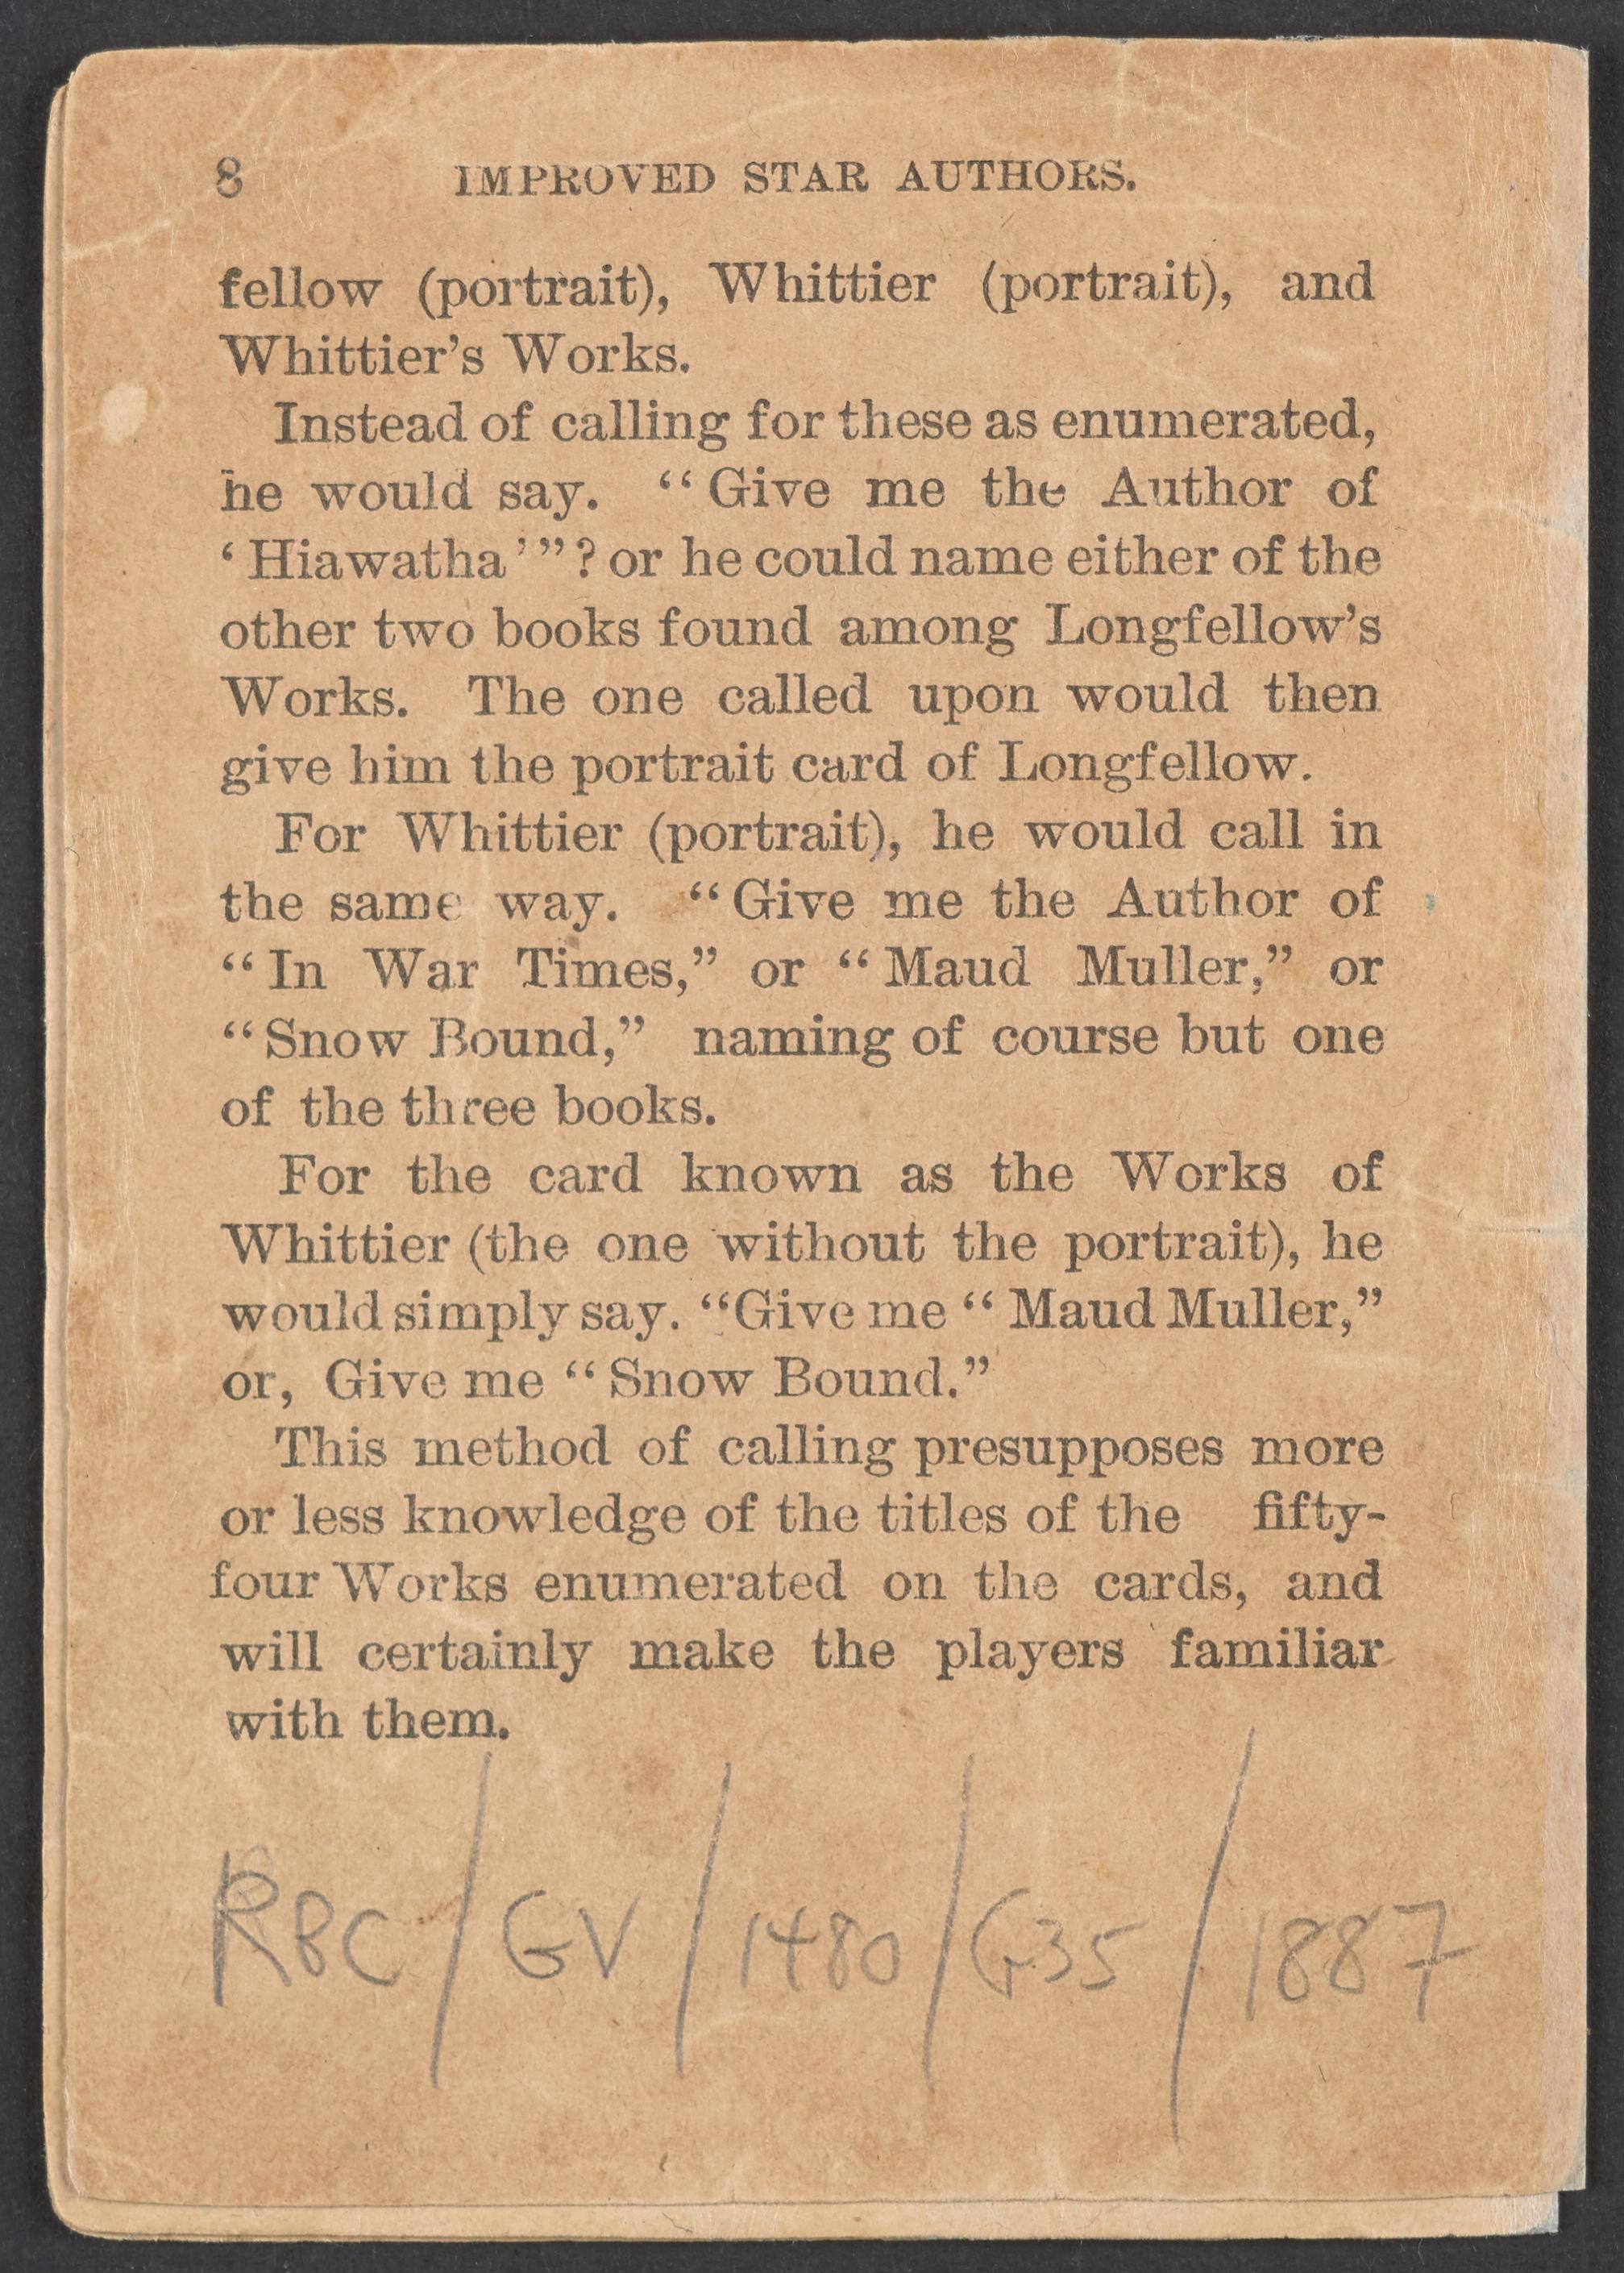 8 IMPROVED STAR AUTHORS.
fellow (portrait), Whittier (portrait), and
Whittier's Works.
Instead of calling for these as enumerated,
he would say. “Give me the Author of
‘Hiawatha’”? or he could name either of the
other two books found among Longfellow's
Works. The one called upon would then
give him the portrait card of Longfellow.
For Whittier (portrait), he would call in
the same way. “Give me the Author of
“In War Times,” or “Maud Muller,” or
“Snow Bound,” naming of course but one
of the three books.
For the card known as the Works of
Whittier (the one without the portrait), he
would simply say. “Give me “Maud Muller,”
or, Give me “Snow Bound.”
This method of calling presupposes more
or less knowledge of the titles of the fifty-
four Works enumerated on the cards, and
will certainly make the players familiar
with them.
RBC/GV/1480/G35/1887